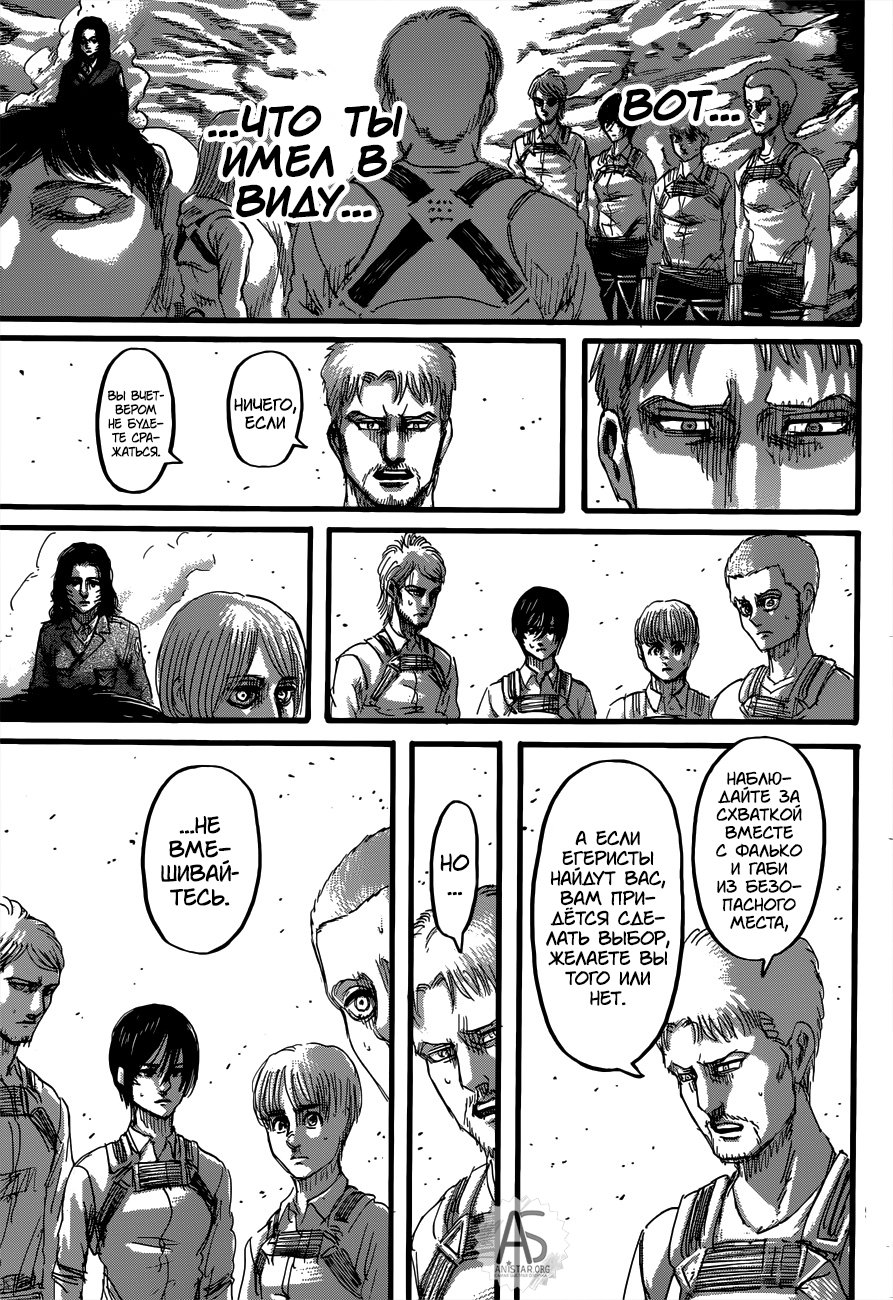 ВОТ...
...ЧТО ТЫ
ИМЕЛ В
ВИДУ...
НИЧЕГО,
ЕСЛИ
ВЫ ВЧЕТ-
ВЕРОМ
НЕ БУДЕ-
ТЕ СРА-
ЖАТЬСЯ.
НАБЛЮ-
ДАЙТЕ ЗА
СХВАТКОЙ
ВМЕСТЕ
С ФАЛЬКО
И ГАБИ
ИЗ БЕЗО-
ПАСНОГО
МЕСТА,
А ЕСЛИ
ЕГЕРИСТЫ
НАЙДУТ ВАС,
ВАМ ПРИ-
ДЁТСЯ СДЕ-
ЛАТЬ ВЫБОР,
ЖЕЛАЕТЕ ВЫ
ТОГО ИЛИ
НЕТ.
НО
...
...НЕ
ВМЕ-
ШИВАЙ-
ТЕСЬ.
AS
ANISTAR.ORG